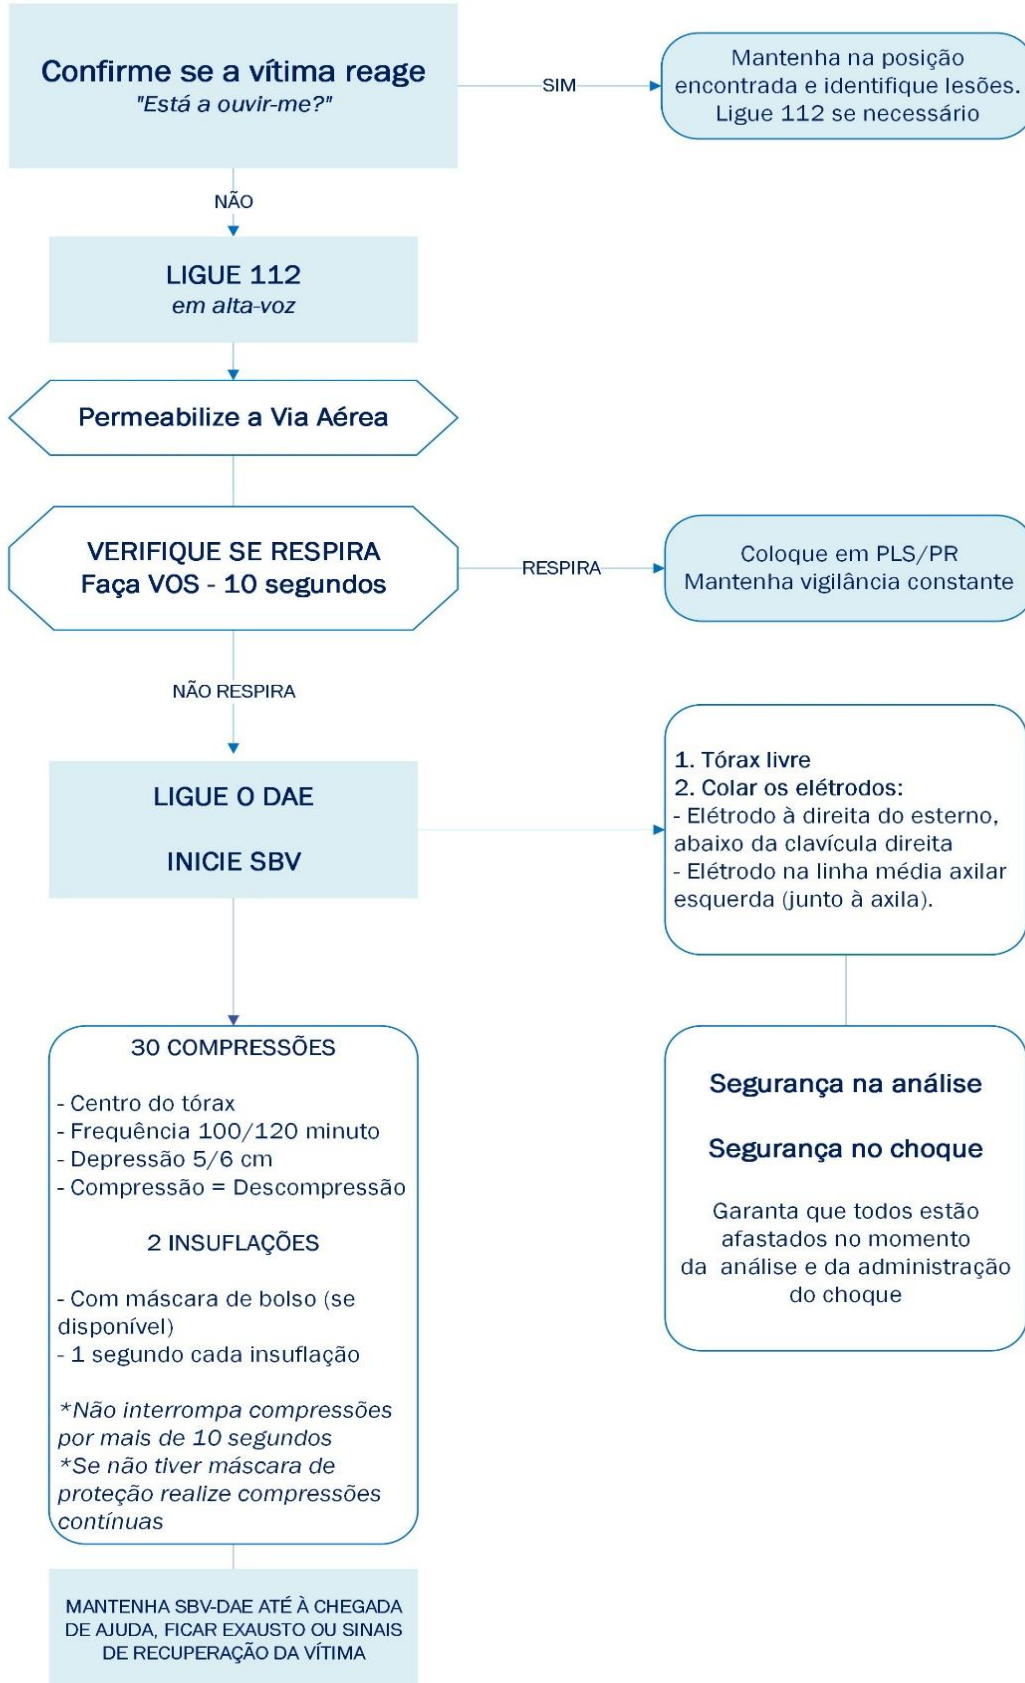 Confirme se a vítima reage
"Está a ouvir-me?"
SIM
Mantenha na posição
encontrada e identifique lesões.
Ligue 112 se necessário
NÃO
LIGUE 112
em alta-voz
Permeabilize a Via Aérea
VERIFIQUE SE RESPIRA
Faça VOS - 10 segundos
RESPIRA
Coloque em PLS/PR
Mantenha vigilância constante
NÃO RESPIRA
LIGUE O DAE
INICIE SBV
1. Tórax livre
2. Colar os elétrodos:
- Elétrodo à direita do esterno,
abaixo da clavícula direita
- Elétrodo na linha média axilar
esquerda (junto à axila).
30 COMPRESSÕES
- Centro do tórax
- Frequência 100/120 minuto
- Depressão 5/6 cm
- Compressão = Descompressão
2 INSUFLAÇÕES
- Com máscara de bolso (se
disponível)
- 1 segundo cada insuflação
*Não interrompa compressões
por mais de 10 segundos
*Se não tiver máscara de
proteção realize compressões
contínuas
Segurança na análise
Segurança no choque
Garanta que todos estão
afastados no momento
da análise e da administração
do choque
MANTENHA SBV-DAE ATÉ À CHEGADA
DE AJUDA, FICAR EXAUSTO OU SINAIS
DE RECUPERAÇÃO DA VÍTIMA